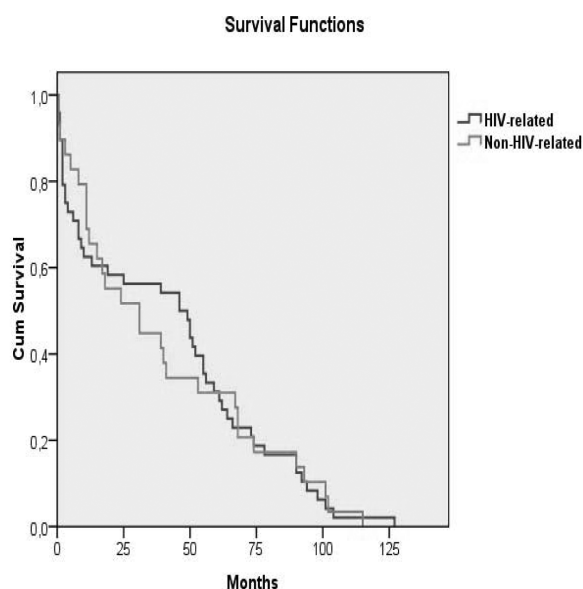 Survival Functions
HIV-related
Non-HIV-related
Cum Survival
1,0
0,8
0,6
0,4
0,2
0,0
0 25 50 75 100 125
Months